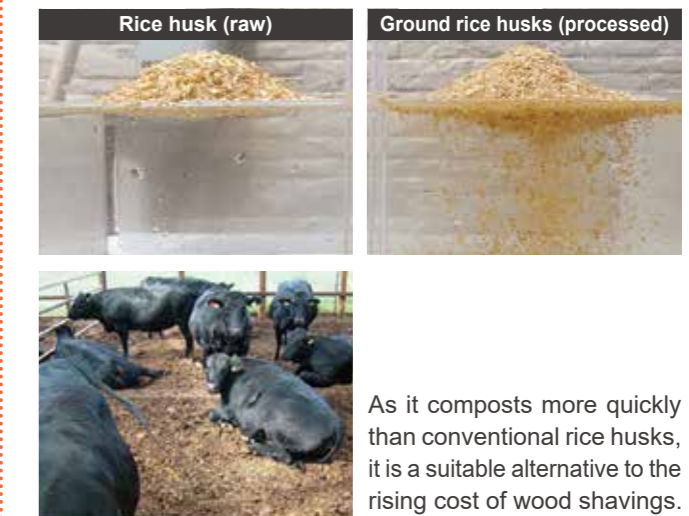 Rice husk (raw)
Ground rice husks (processed)
As it composts more quickly
than conventional rice husks,
it is a suitable alternative to the
rising cost of wood shavings.